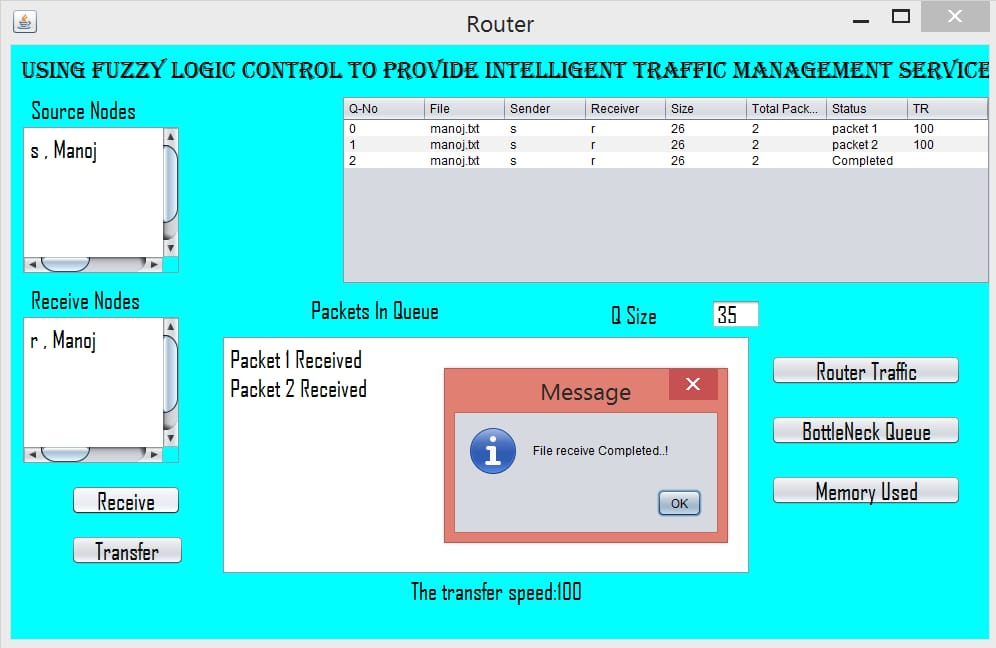 Router
USING FUZZY LOGIC CONTROL TO PROVIDE INTELLIGENT TRAFFIC MANAGEMENT SERVICE
Source Nodes
s , Manoj
Q-No File Sender Receiver Size Total Pack... Status TR
0 manoj.txt s r 26 2 packet 1 100
1 manoj.txt s r 26 2 packet 2 100
2 manoj.txt s r 26 2 Completed
Receive Nodes
r , Manoj
Packets In Queue
Q Size 35
Packet 1 Received
Packet 2 Received
Message
File receive Completed..!
OK
Router Traffic
BottleNeck Queue
Memory Used
Receive
Transfer
The transfer speed:100